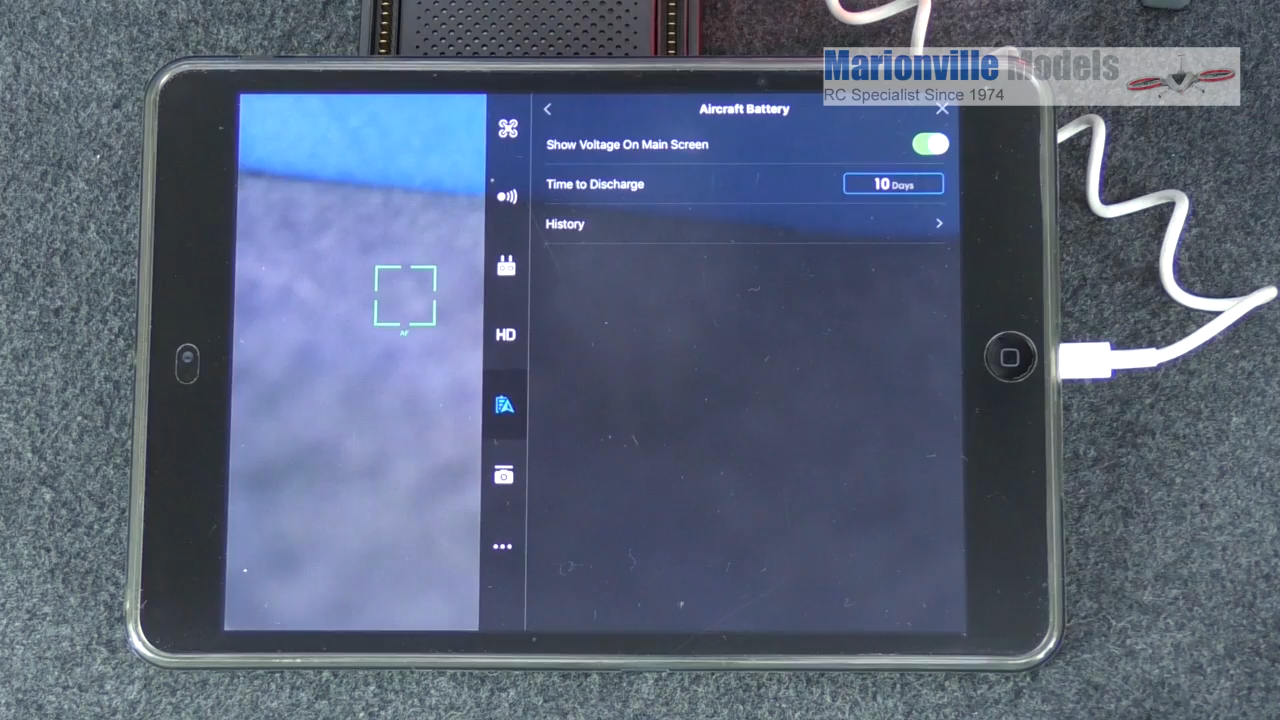 Marionville Models
RC Specialist Since 1974
Aircraft Battery
Show Voltage On Main Screen
Time to Discharge
10 Days
History
HD
AF